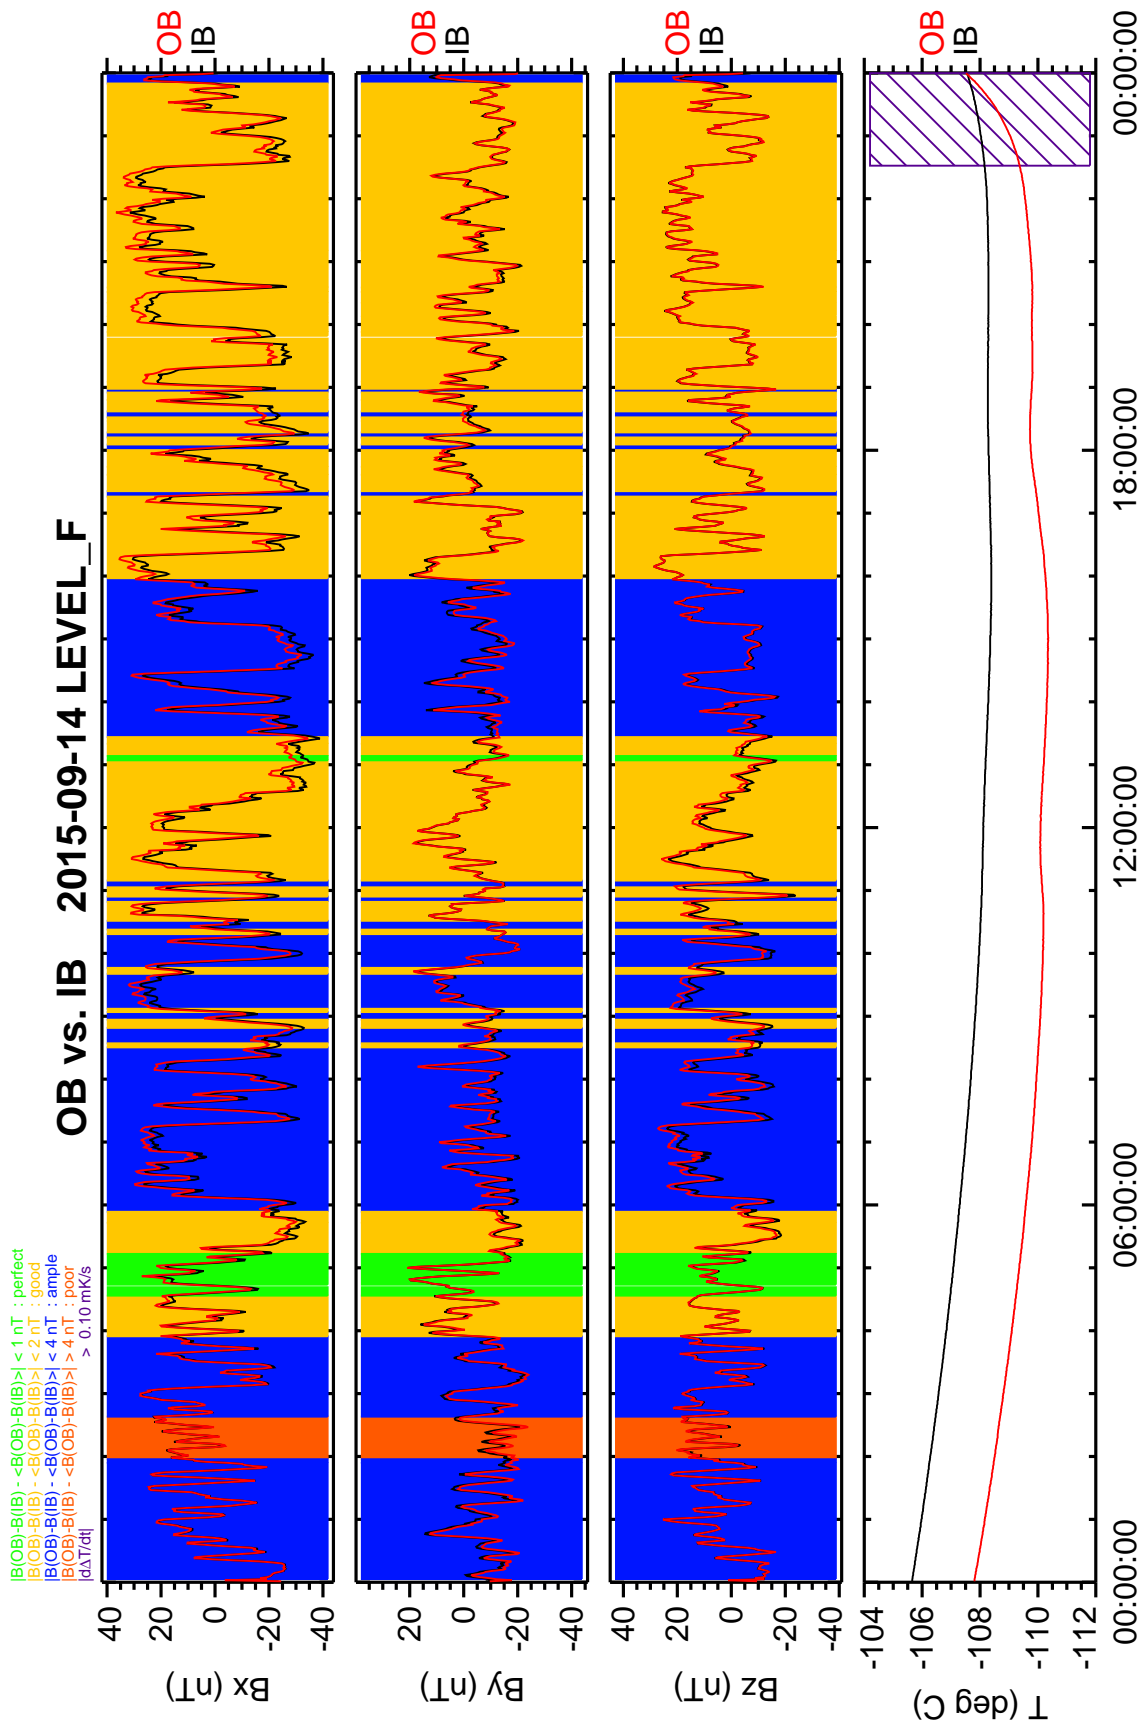 |B(OB)-B(IB) - <B(OB)-B(IB)>| < 1 nT : perfect
|B(OB)-B(IB) - <B(OB)-B(IB)>| < 2 nT : good
|B(OB)-B(IB) - <B(OB)-B(IB)>| < 4 nT : ample
|B(OB)-B(IB) - <B(OB)-B(IB)>| > 4 nT : poor
|dΔT/dt| > 0.10 mK/s
OB vs. IB 2015-09-14 LEVEL_F
Bx (nT)
40
20
0
-20
-40
OB
IB
By (nT)
40
20
0
-20
-40
OB
IB
Bz (nT)
40
20
0
-20
-40
OB
IB
T (deg C)
-104
-106
-108
-110
-112
OB
IB
00:00:00 06:00:00 12:00:00 18:00:00 00:00:00